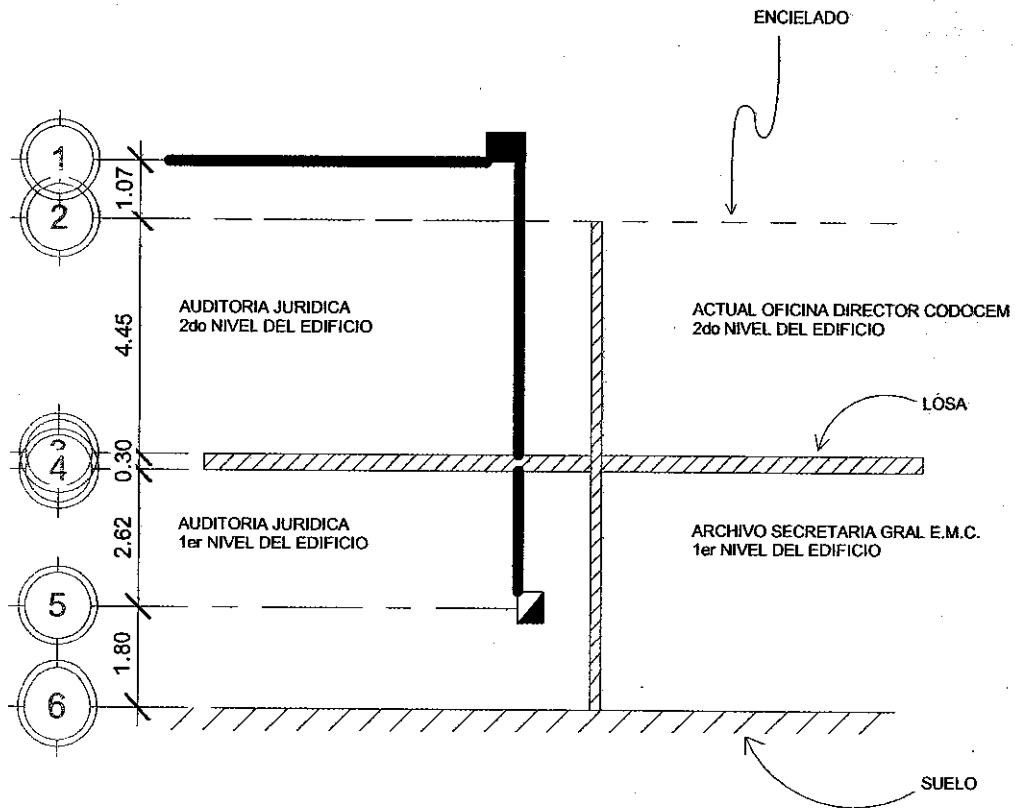 ENCIELADO
1
1.07
2
AUDITORIA JURIDICA
2do NIVEL DEL EDIFICIO
ACTUAL OFICINA DIRECTOR CODOCEM
2do NIVEL DEL EDIFICIO
4.45
LOSA
3
0.30
4
AUDITORIA JURIDICA
1er NIVEL DEL EDIFICIO
ARCHIVO SECRETARIA GRAL E.M.C.
1er NIVEL DEL EDIFICIO
2.62
5
1.80
6
SUELO